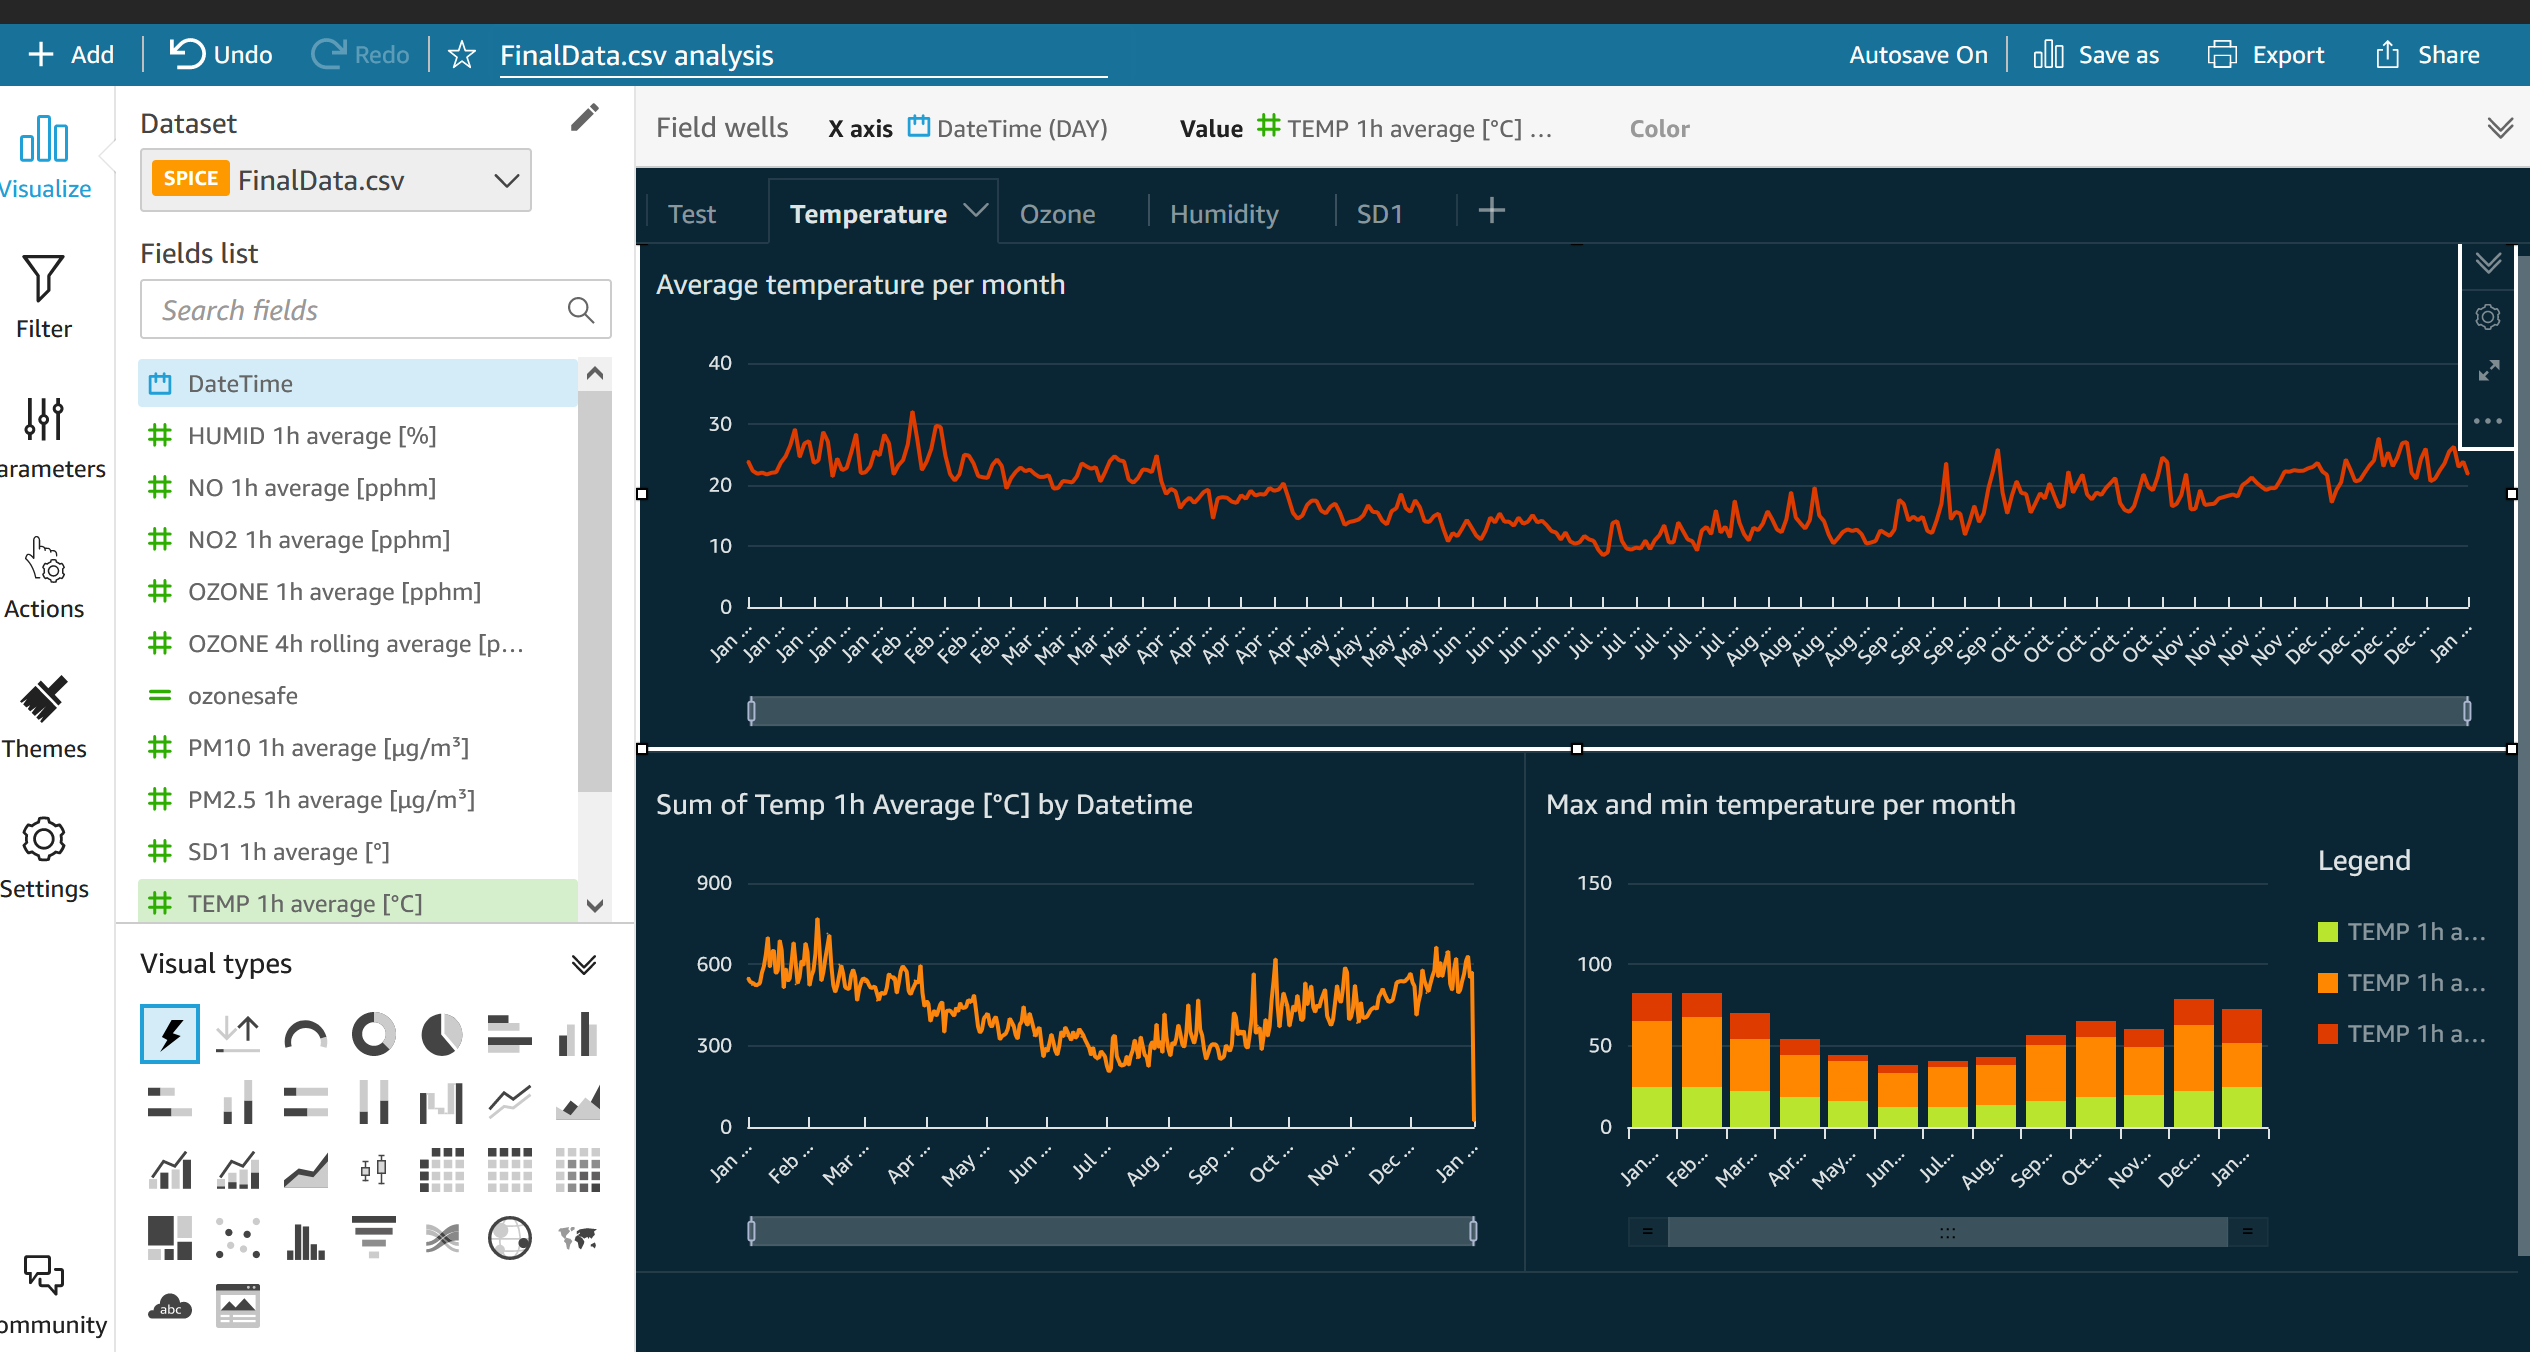 Add
Undo
Redo
FinalData.csv analysis
Autosave On
Save as
Export
Share
Visualize
Filter
arameters
Actions
Themes
Settings
ommunity
Dataset
SPICE FinalData.csv
Fields list
Search fields
DateTime
HUMID 1h average [%]
NO 1h average [pphm]
NO2 1h average [pphm]
OZONE 1h average [pphm]
OZONE 4h rolling average [p...
ozonesafe
PM10 1h average [µg/m³]
PM2.5 1h average [µg/m³]
SD1 1h average [°]
TEMP 1h average [°C]
Visual types
abc
Field wells
X axis DateTime (DAY)
Value TEMP 1h average [°C] ...
Color
Test
Temperature
Ozone
Humidity
SD1
Average temperature per month
40
30
20
10
0
Jan ... Jan ... Jan ... Jan ... Jan ... Feb ... Feb ... Feb ... Feb ... Mar ... Mar ... Mar ... Mar ... Apr ... Apr ... Apr ... Apr ... Apr ... May ... May ... May ... May ... Jun ... Jun ... Jun ... Jun ... Jul ... Jul ... Jul ... Jul ... Jul ... Aug ... Aug ... Aug ... Aug ... Sep ... Sep ... Sep ... Sep ... Oct ... Oct ... Oct ... Oct ... Oct ... Nov ... Nov ... Nov ... Nov ... Dec ... Dec ... Dec ... Dec ... Jan ...
Sum of Temp 1h Average [°C] by Datetime
900
600
300
0
Jan ... Feb ... Mar ... Apr ... May ... Jun ... Jul ... Aug ... Sep ... Oct ... Nov ... Dec ... Jan ...
Max and min temperature per month
150
100
50
0
Jan... Feb... Mar... Apr... May... Jun... Jul... Aug... Sep... Oct... Nov... Dec... Jan...
Legend
TEMP 1h a...
TEMP 1h a...
TEMP 1h a...